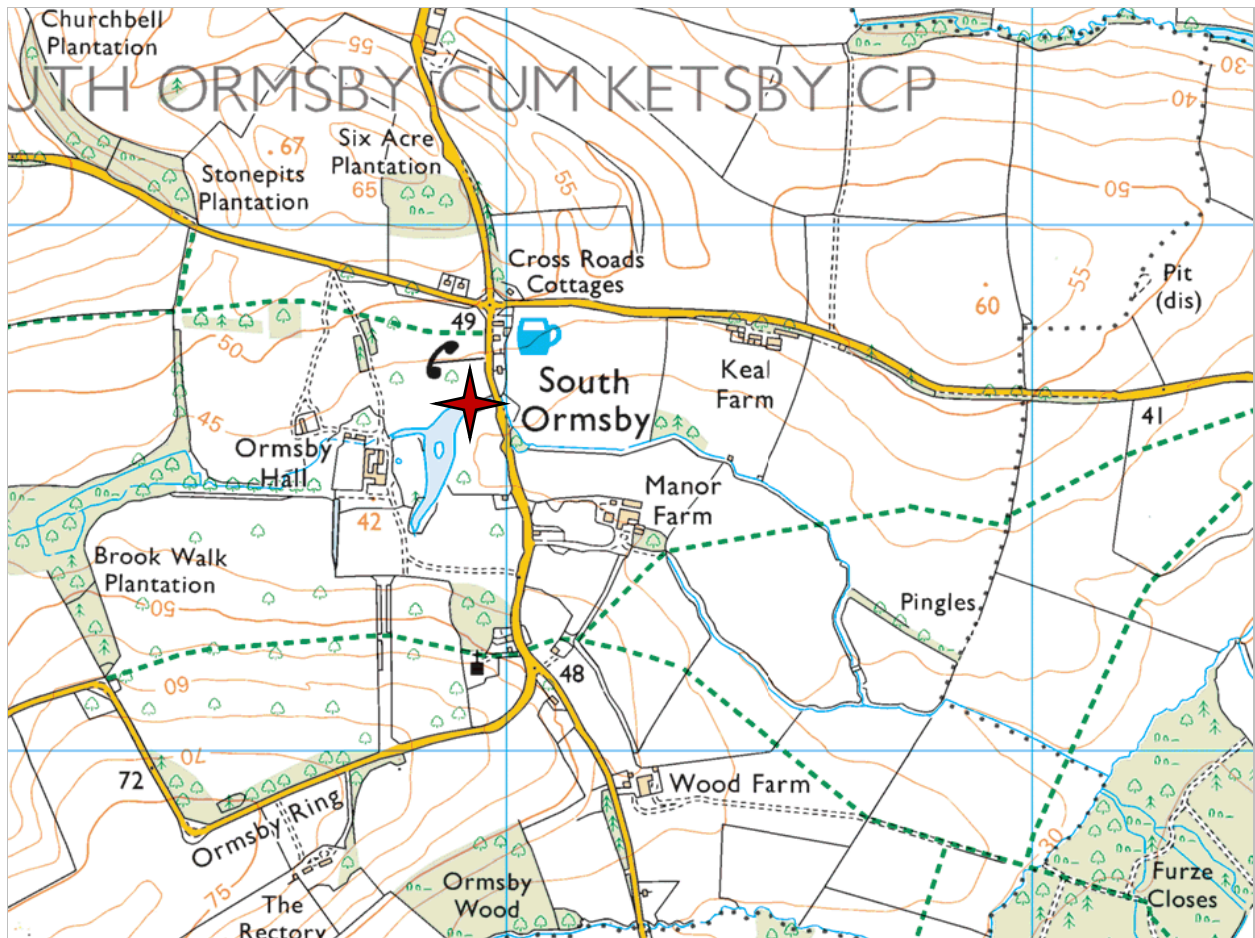 Churchbell
Plantation
55
UTH ORMSBY CUM KETSBY CP
30
40
67
Six Acre
Plantation
65
Stonepits
Plantation
55
50
Cross Roads
Cottages
Pit
(dis)
55
60
49
50
Keal
Farm
South
Ormsby
41
45
Ormsby
Hall
Manor
Farm
42
Brook Walk
Plantation
50
Pingles
48
60
70
72
Wood Farm
Ormsby Ring
30
75
Ormsby
Wood
Furze
Closes
The
Rectory